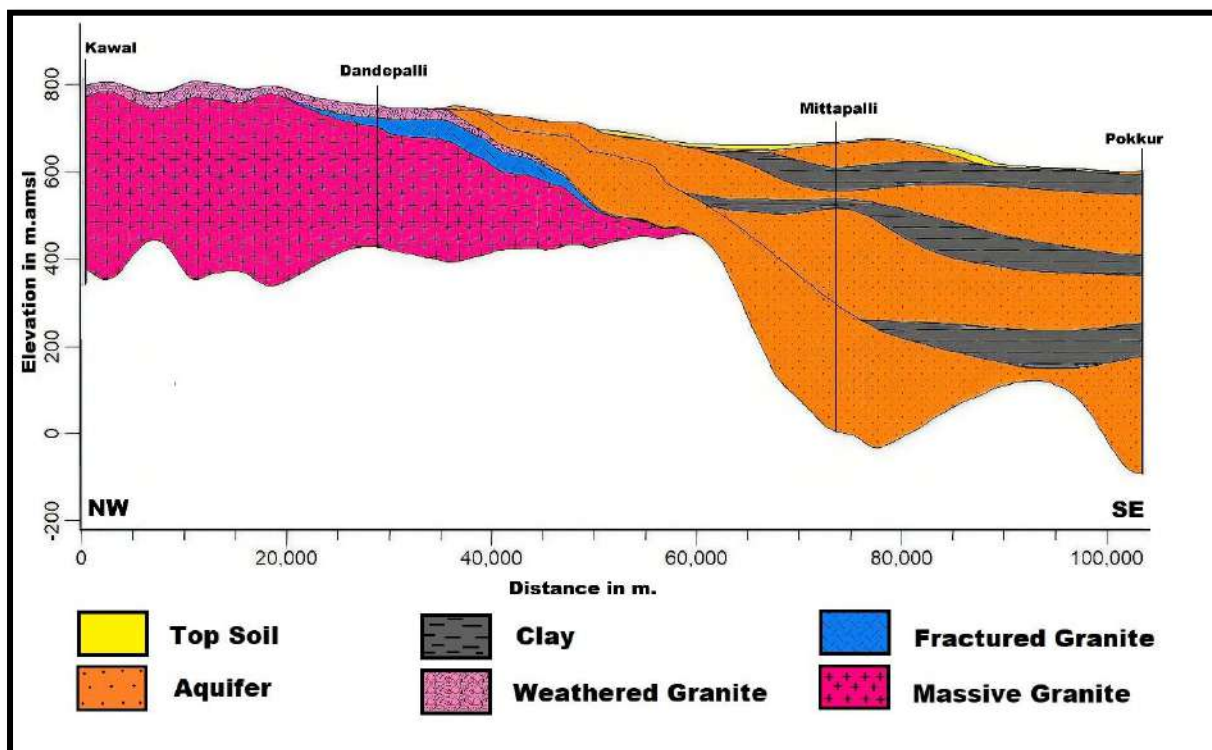 Kawal
Dandepalli
Mittapalli
Pokkur
Elevation in m.amsl
800
600
400
200
0
-200
NW
SE
0
20,000
40,000
60,000
80,000
100,000
Distance in m.
Top Soil
Clay
Fractured Granite
Aquifer
Weathered Granite
Massive Granite